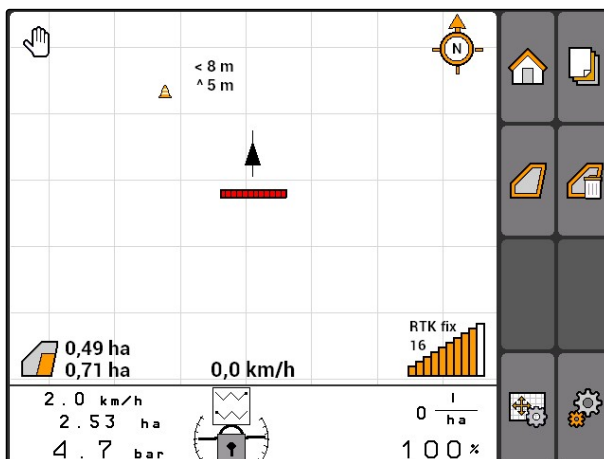 N
< 8 m
^ 5 m
RTK fix
16
0,49 ha
0,71 ha
0,0 km/h
2.0 km/h
2.53 ha
4.7 bar
0 l/ha
100%